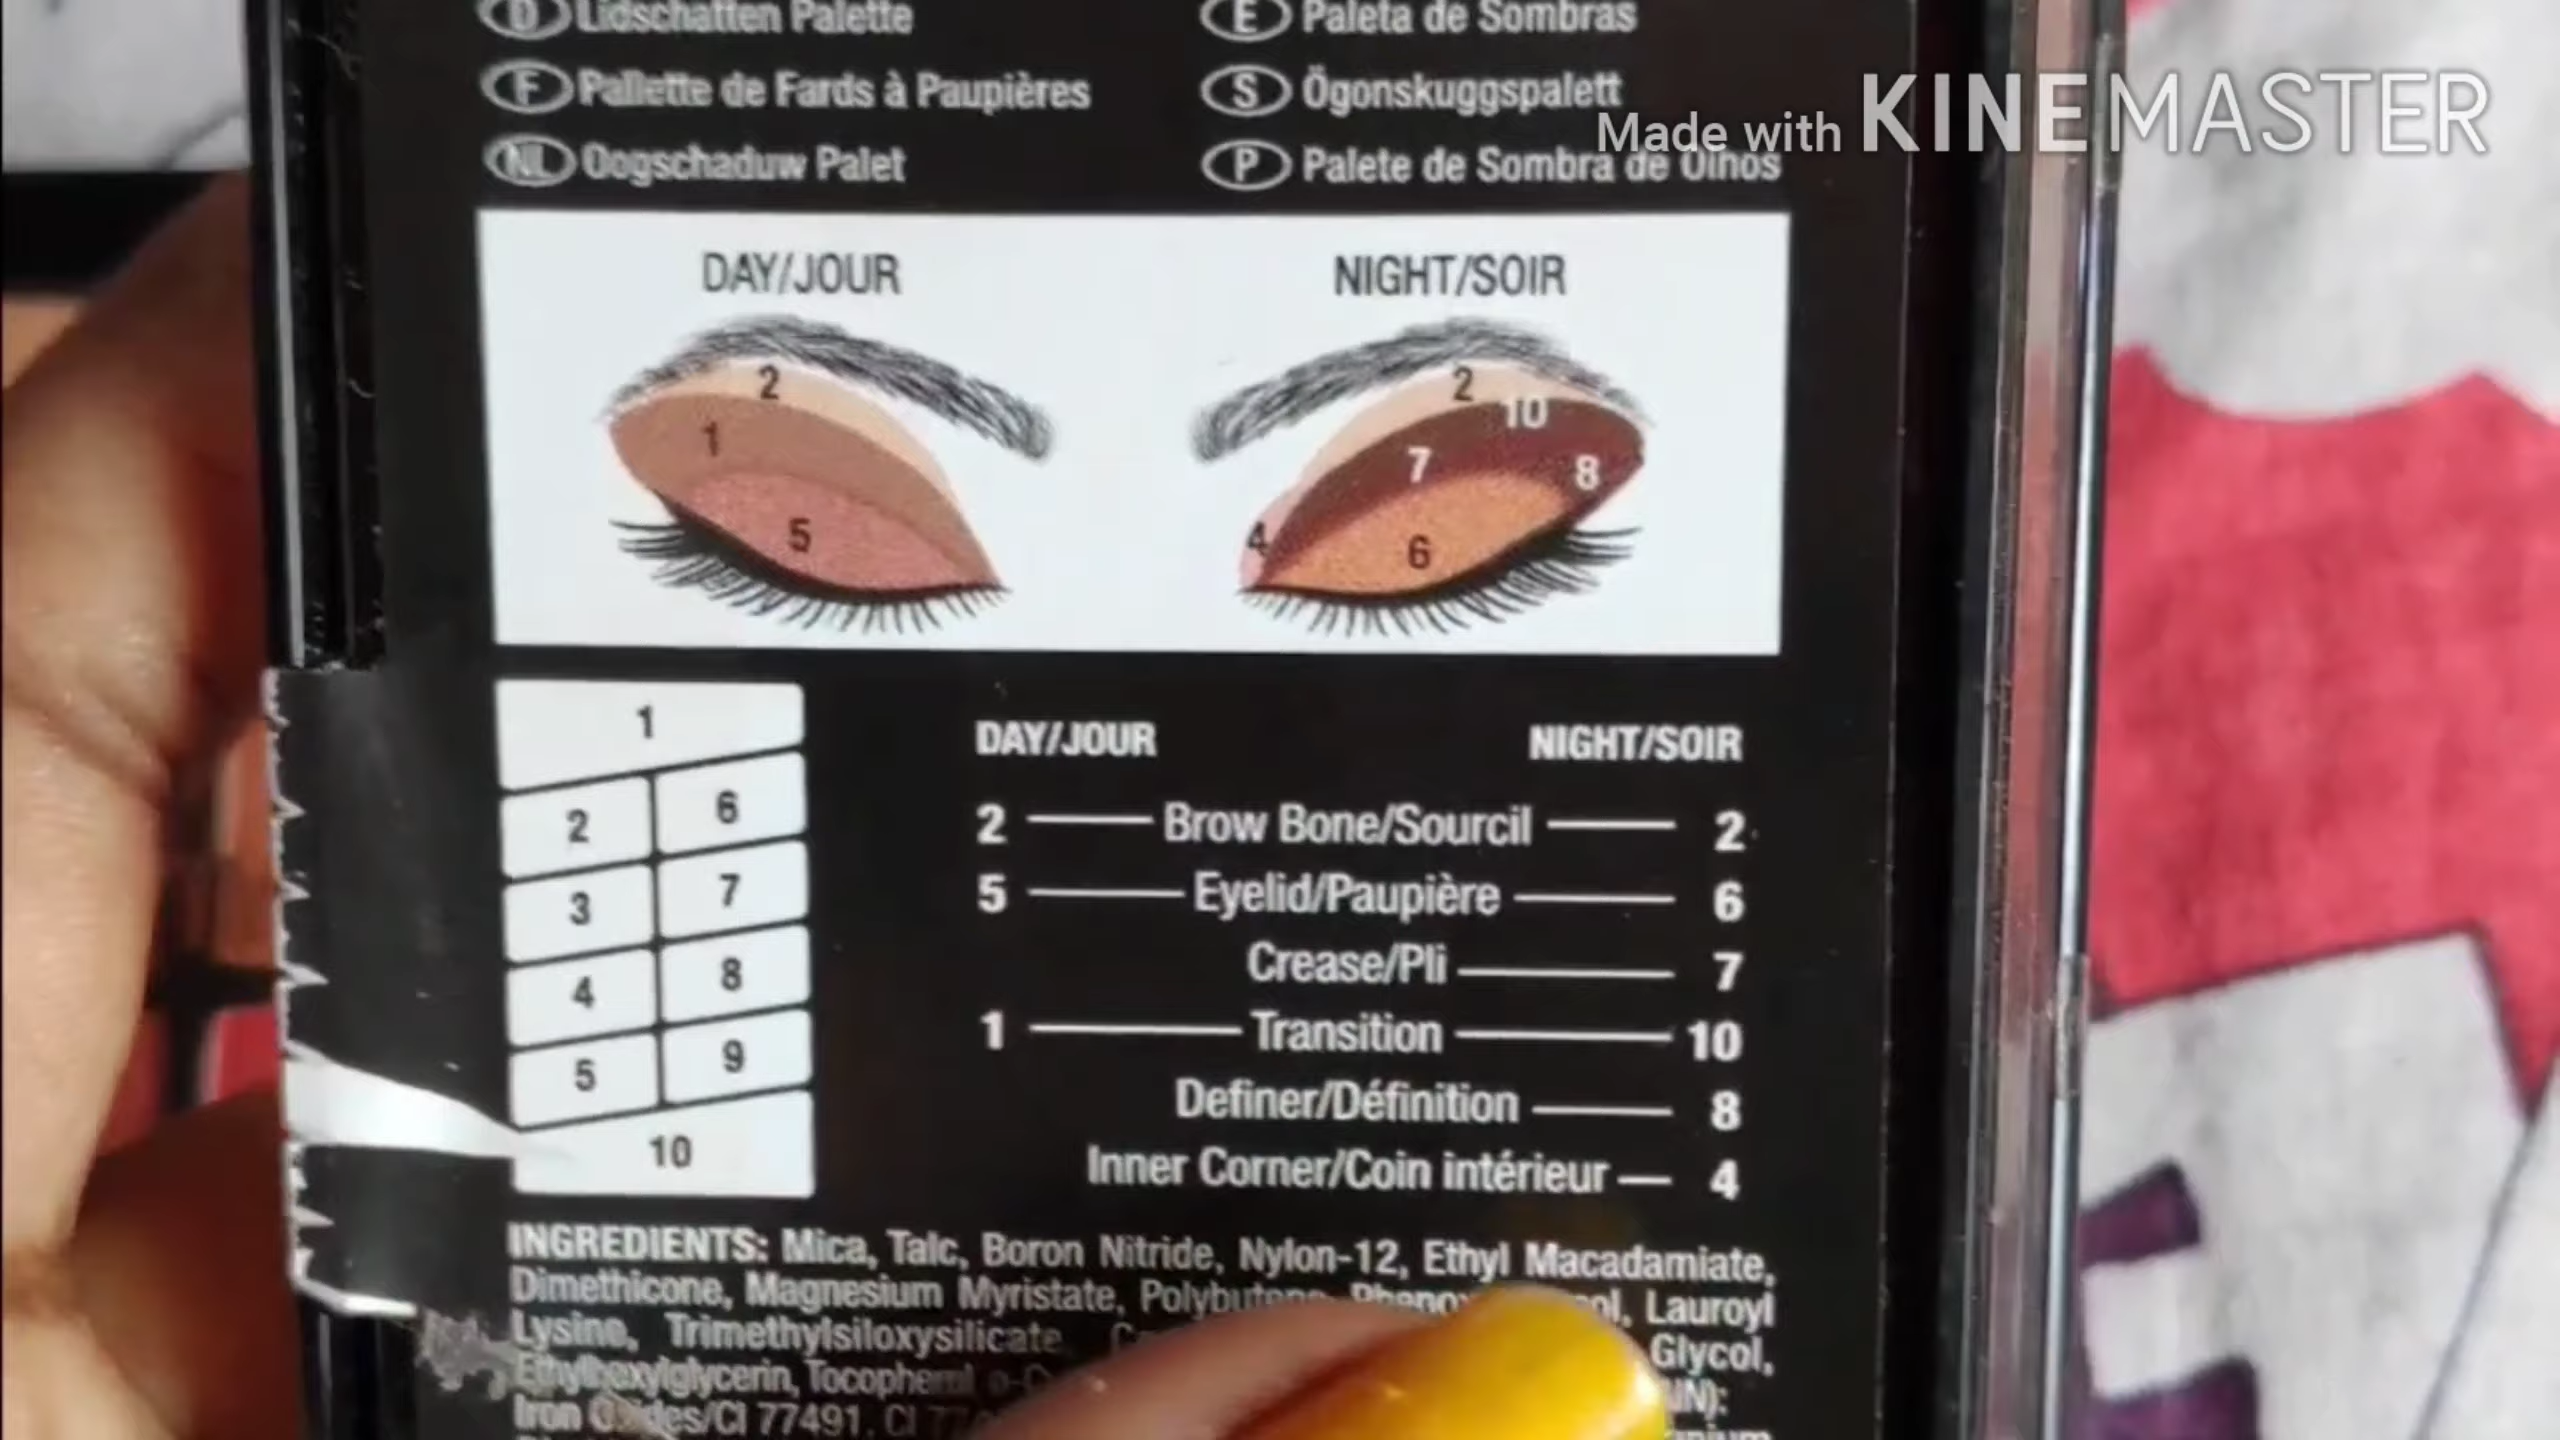 D Lidschatten Palette
E Paleta de Sombras
F Pallette de Fards à Paupières
S Ögonskuggspalett
NL Oogschaduw Palet
P Palete de Sombra de Olhos
Made with KINEMASTER
DAY/JOUR
NIGHT/SOIR
2
1
5
2
10
7
8
4
6
1
2 6
3 7
4 8
5 9
10
DAY/JOUR NIGHT/SOIR
2 Brow Bone/Sourcil 2
5 Eyelid/Paupière 6
Crease/Pli 7
1 Transition 10
Definer/Définition 8
Inner Corner/Coin intérieur 4
INGREDIENTS: Mica, Talc, Boron Nitride, Nylon-12, Ethyl Macadamiate,
Dimethicone, Magnesium Myristate, Lauroyl
Lysine, Trimethylsiloxysilicate Glycol,
Ethylhexylglycerin, Tocopherol
Iron Oxides/CI 77491, CI